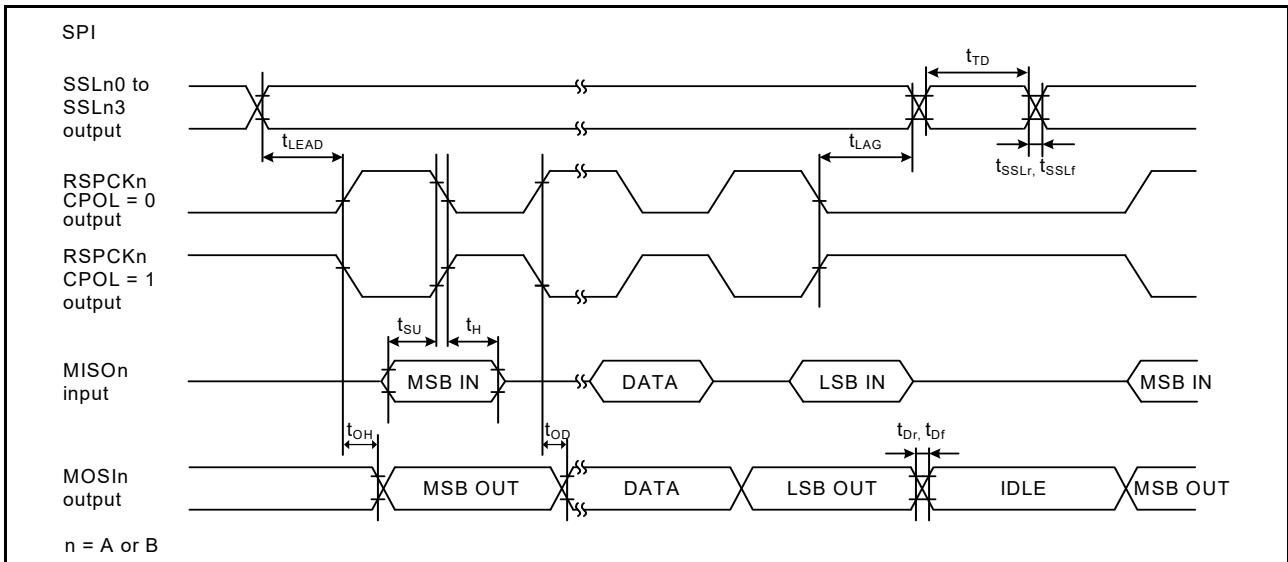 SPI
SSLn0 to
SSLn3
output
tTD
tLEAD
tLAG
tSSLr, tSSLf
RSPCKn
CPOL = 0
output
RSPCKn
CPOL = 1
output
tSU
tH
MISOn
input
MSB IN
DATA
LSB IN
MSB IN
tOH
tOD
tDr, tDf
MOSIn
output
MSB OUT
DATA
LSB OUT
IDLE
MSB OUT
n = A or B